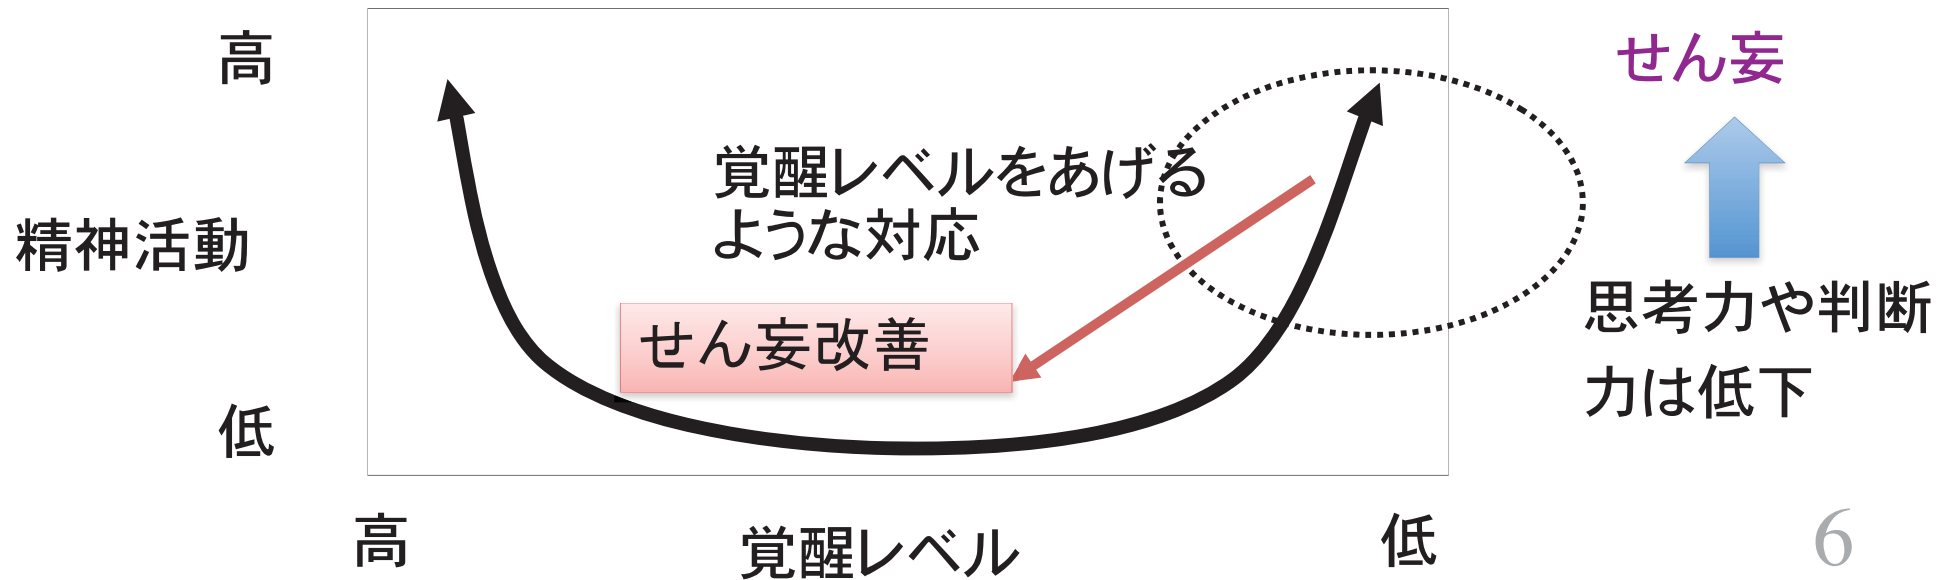 高
せん妄
覚醒レベルをあげる
ような対応
精神活動
思考力や判断
力は低下
せん妄改善
低
高
覚醒レベル
低
6